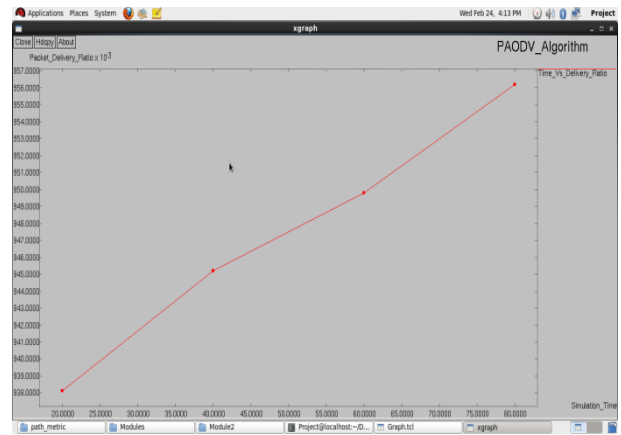 Applications Places System Wed Feb 24, 4:13 PM Project
xgraph
Close Hdcpy About
PAODV_Algorithm
Packet_Delivery_Ratio x 10-3
Time_Vs_Delivery_Ratio
957.0000
956.0000
955.0000
954.0000
953.0000
952.0000
951.0000
950.0000
949.0000
948.0000
947.0000
946.0000
945.0000
944.0000
943.0000
942.0000
941.0000
940.0000
939.0000
938.0000
Simulation_Time
20.0000 25.0000 30.0000 35.0000 40.0000 45.0000 50.0000 55.0000 60.0000 65.0000 70.0000 75.0000 80.0000
path_metric Modules Module2 Project@localhost:~/D... Graph.tcl xgraph